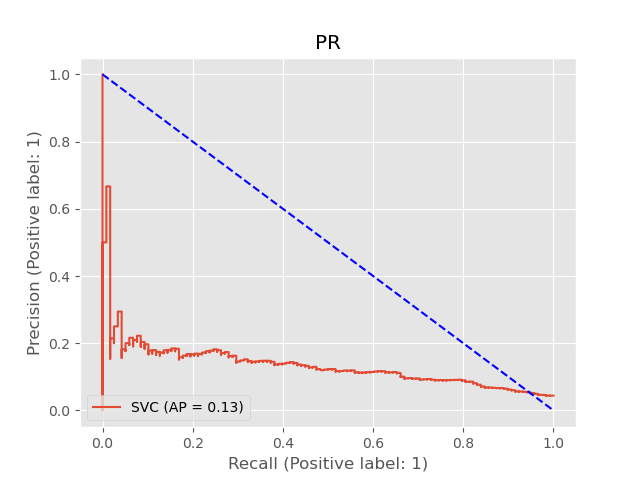 PR
Precision (Positive label: 1)
1.0
0.8
0.6
0.4
0.2
0.0
SVC (AP = 0.13)
0.0 0.2 0.4 0.6 0.8 1.0
Recall (Positive label: 1)